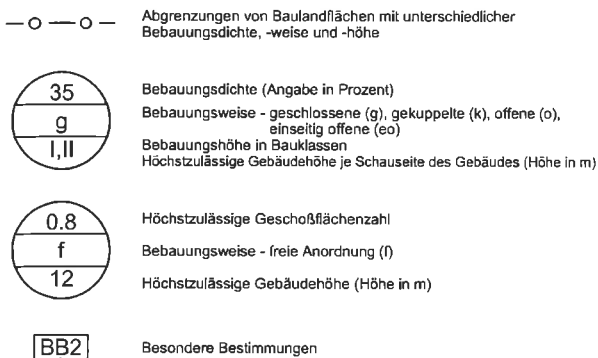 Abgrenzungen von Baulandflächen mit unterschiedlicher
Bebauungsdichte, -weise und -höhe
35
g
I,II
Bebauungsdichte (Angabe in Prozent)
Bebauungsweise - geschlossene (g), gekuppelte (k), offene (o),
einseitig offene (eo)
Bebauungshöhe in Bauklassen
Höchstzulässige Gebäudehöhe je Schauseite des Gebäudes (Höhe in m)
0.8
f
12
Höchstzulässige Geschoßflächenzahl
Bebauungsweise - freie Anordnung (f)
Höchstzulässige Gebäudehöhe (Höhe in m)
BB2
Besondere Bestimmungen